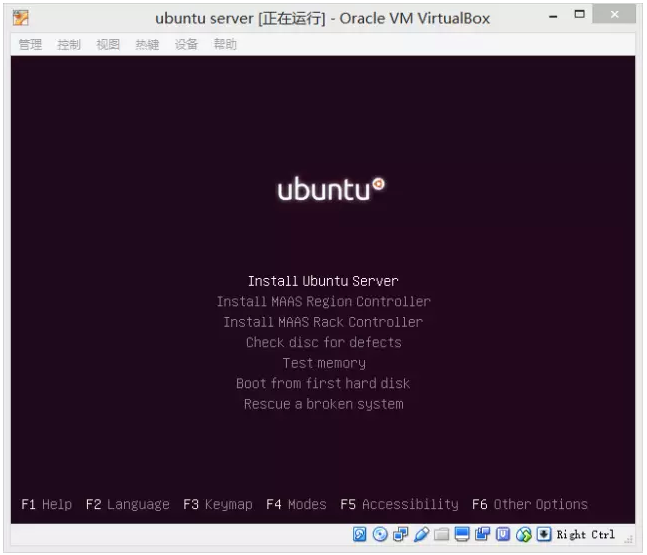 ubuntu server [正在运行] - Oracle VM VirtualBox
管理 控制 视图 热键 设备 帮助
ubuntu
Install Ubuntu Server
Install MAAS Region Controller
Install MAAS Rack Controller
Check disc for defects
Test memory
Boot from first hard disk
Rescue a broken system
F1 Help F2 Language F3 Keymap F4 Modes F5 Accessibility F6 Other Options
Right Ctrl